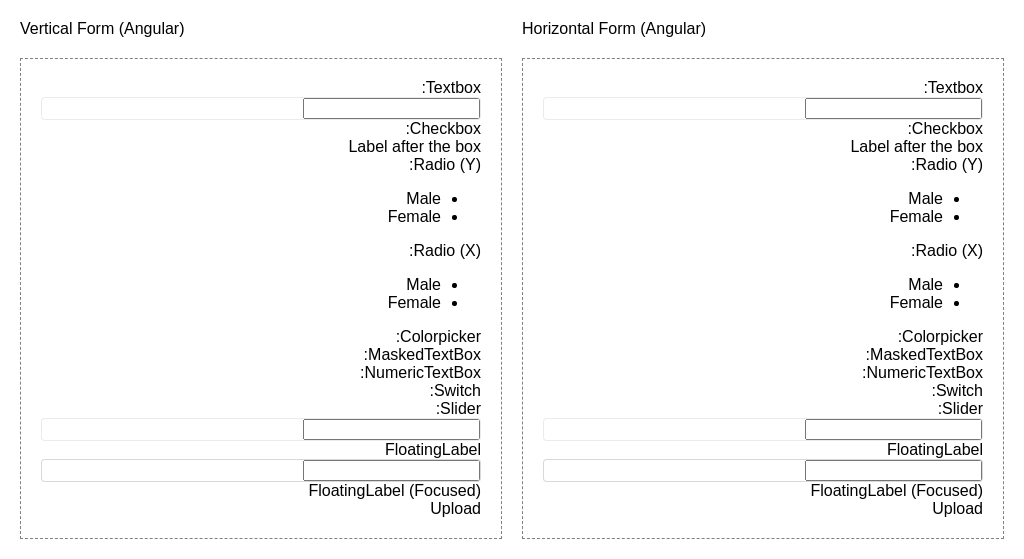 Vertical Form (Angular)
:Textbox
:Checkbox
Label after the box
:Radio (Y)
Male
Female
:Radio (X)
Male
Female
:Colorpicker
:MaskedTextBox
:NumericTextBox
:Switch
:Slider
FloatingLabel
FloatingLabel (Focused)
Upload
Horizontal Form (Angular)
:Textbox
:Checkbox
Label after the box
:Radio (Y)
Male
Female
:Radio (X)
Male
Female
:Colorpicker
:MaskedTextBox
:NumericTextBox
:Switch
:Slider
FloatingLabel
FloatingLabel (Focused)
Upload